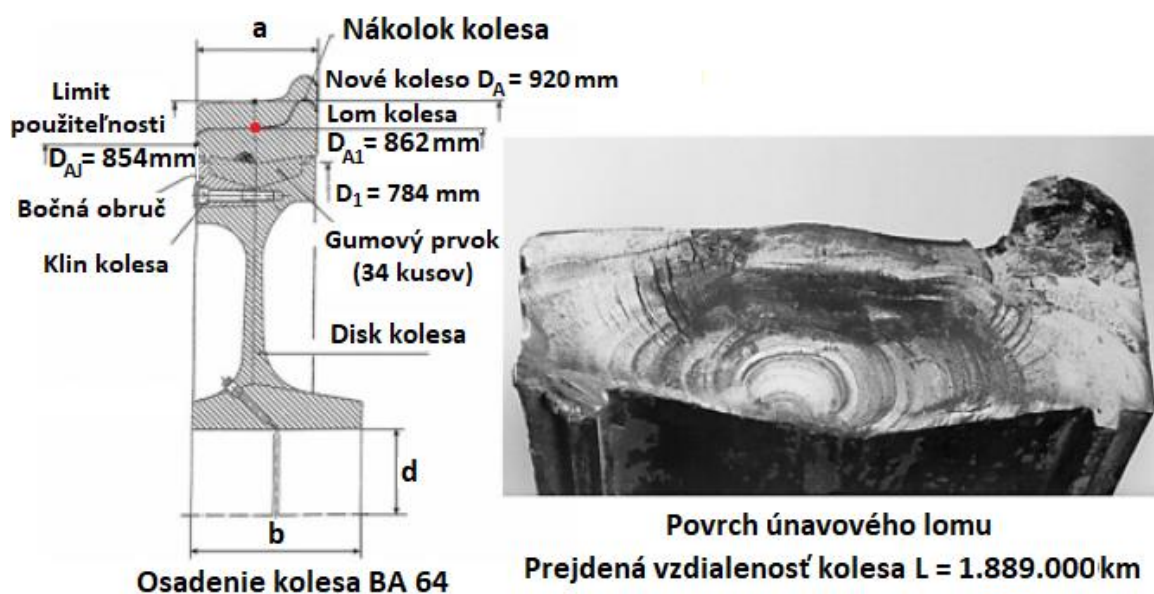 a
Nákolok kolesa
Nové koleso DA = 920 mm
Limit
použiteľnosti
Lom kolesa
DA1 = 862 mm
DAJ = 854 mm
D1 = 784 mm
Bočná obruč
Klin kolesa
Gumový prvok
(34 kusov)
Disk kolesa
d
b
Osadenie kolesa BA 64
Povrch únavového lomu
Prejdená vzdialenosť kolesa L = 1.889.000 km